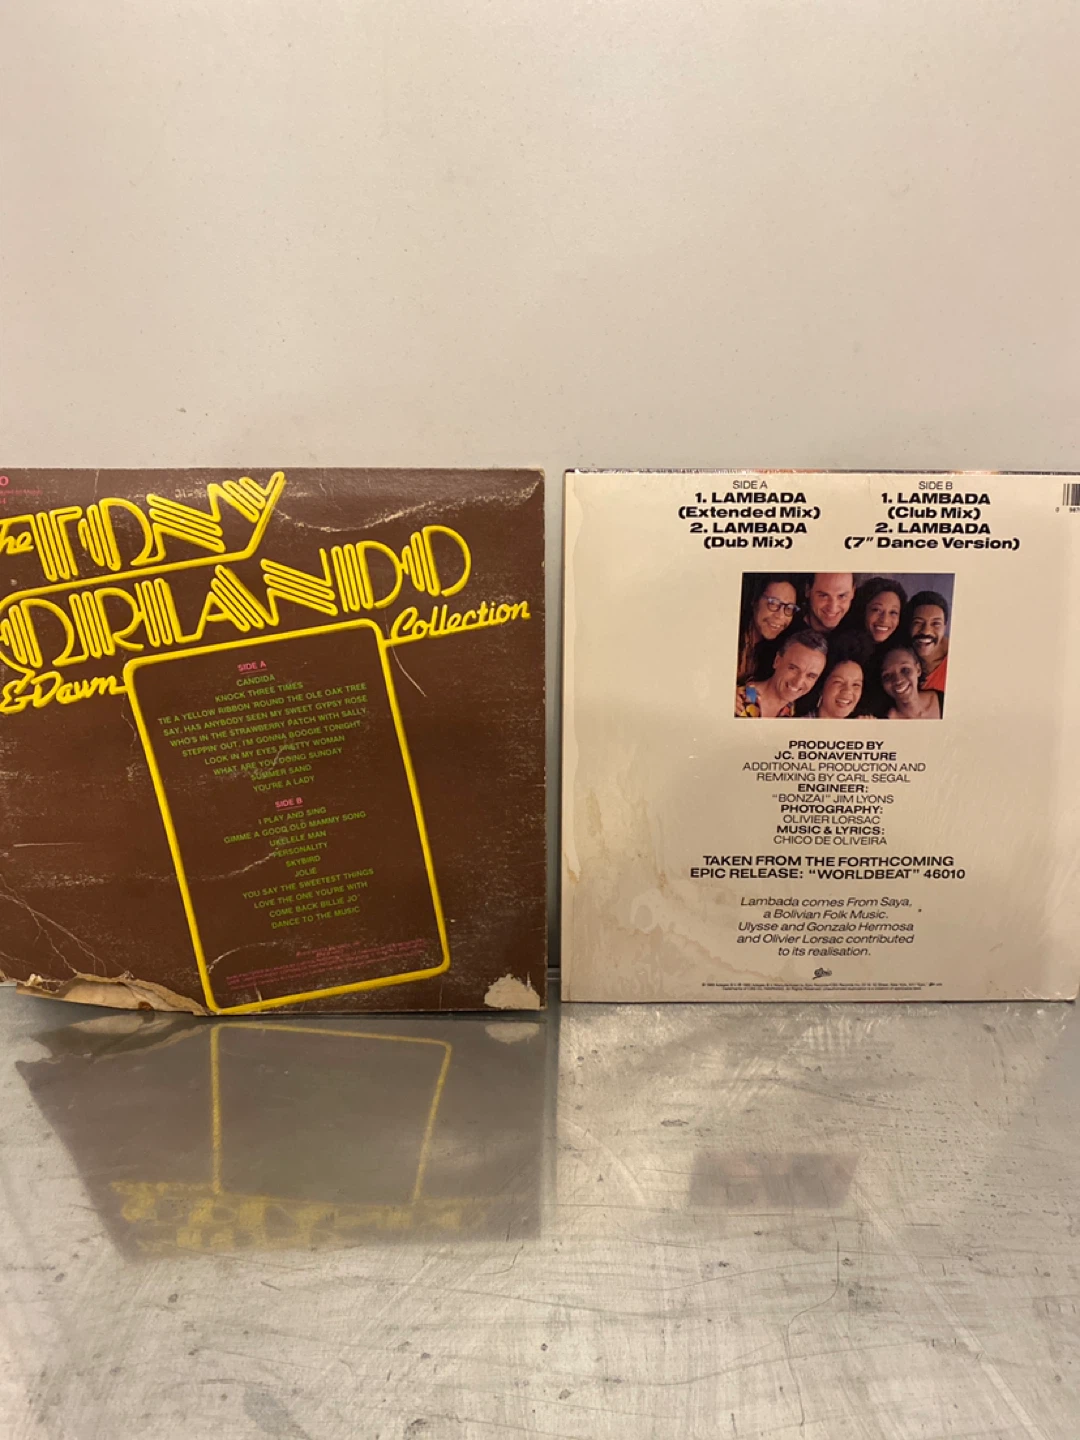 The TONY
ORLANDO
& Dawn
Collection
SIDE A
CANDIDA
KNOCK THREE TIMES
TIE A YELLOW RIBBON 'ROUND THE OLE OAK TREE
SAY, HAS ANYBODY SEEN MY SWEET GYPSY ROSE
WHO'S IN THE STRAWBERRY PATCH WITH SALLY
STEPPIN' OUT, I'M GONNA BOOGIE TONIGHT
LOOK IN MY EYES PRETTY WOMAN
WHAT ARE YOU DOING SUNDAY
SUMMER SAND
YOU'RE A LADY
SIDE B
I PLAY AND SING
GIMME A GOOD OLD MAMMY SONG
UKELELE MAN
PERSONALITY
SKYBIRD
JOLIE
YOU SAY THE SWEETEST THINGS
LOVE THE ONE YOU'RE WITH
COME BACK BILLIE JO
DANCE TO THE MUSIC
SIDE A
1. LAMBADA
(Extended Mix)
2. LAMBADA
(Dub Mix)
SIDE B
1. LAMBADA
(Club Mix)
2. LAMBADA
(7" Dance Version)
PRODUCED BY
JC. BONAVENTURE
ADDITIONAL PRODUCTION AND
REMIXING BY CARL SEGAL
ENGINEER:
"BONZAI" JIM LYONS
PHOTOGRAPHY:
OLIVIER LORSAC
MUSIC & LYRICS:
CHICO DE OLIVEIRA
TAKEN FROM THE FORTHCOMING
EPIC RELEASE: "WORLDBEAT" 46010
Lambada comes From Saya,
a Bolivian Folk Music.
Ulysse and Gonzalo Hermosa
and Olivier Lorsac contributed
to its realisation.
Epic